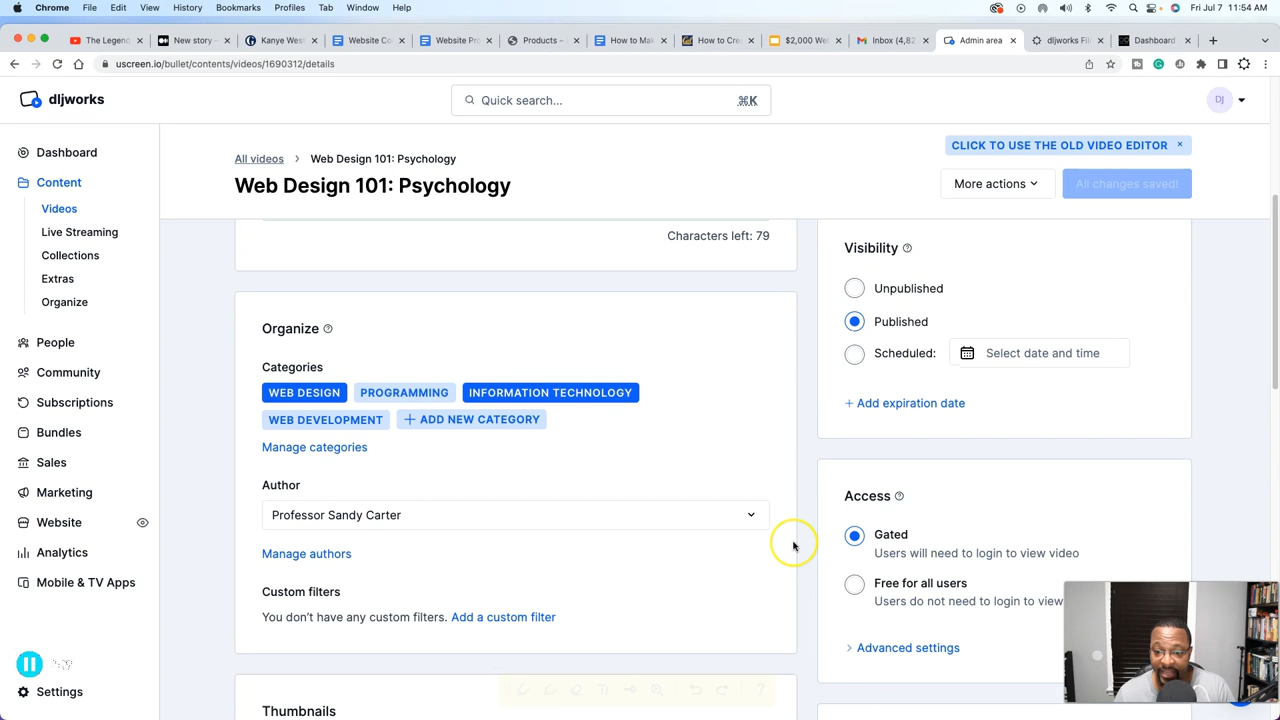 Chrome File Edit View History Bookmarks Profiles Tab Window Help Fri Jul 7 11:54 AM
The Legend New story – Kanye Wes Website Co Website Pro Products – How to Mak How to Cre $2,000 We Inbox (4,82 Admin area dljworks Fi Dashboard
uscreen.io/bullet/contents/videos/1690312/details
dljworks
Quick search... ⌘K
DJ
Dashboard
Content
Videos
Live Streaming
Collections
Extras
Organize
People
Community
Subscriptions
Bundles
Sales
Marketing
Website
Analytics
Mobile & TV Apps
Settings
All videos > Web Design 101: Psychology
Web Design 101: Psychology
CLICK TO USE THE OLD VIDEO EDITOR ×
More actions
All changes saved!
Characters left: 79
Organize
Categories
WEB DESIGN PROGRAMMING INFORMATION TECHNOLOGY
WEB DEVELOPMENT + ADD NEW CATEGORY
Manage categories
Author
Professor Sandy Carter
Manage authors
Custom filters
You don't have any custom filters. Add a custom filter
Thumbnails
Visibility
Unpublished
Published
Scheduled: Select date and time
+ Add expiration date
Access
Gated
Users will need to login to view video
Free for all users
Users do not need to login to view
Advanced settings